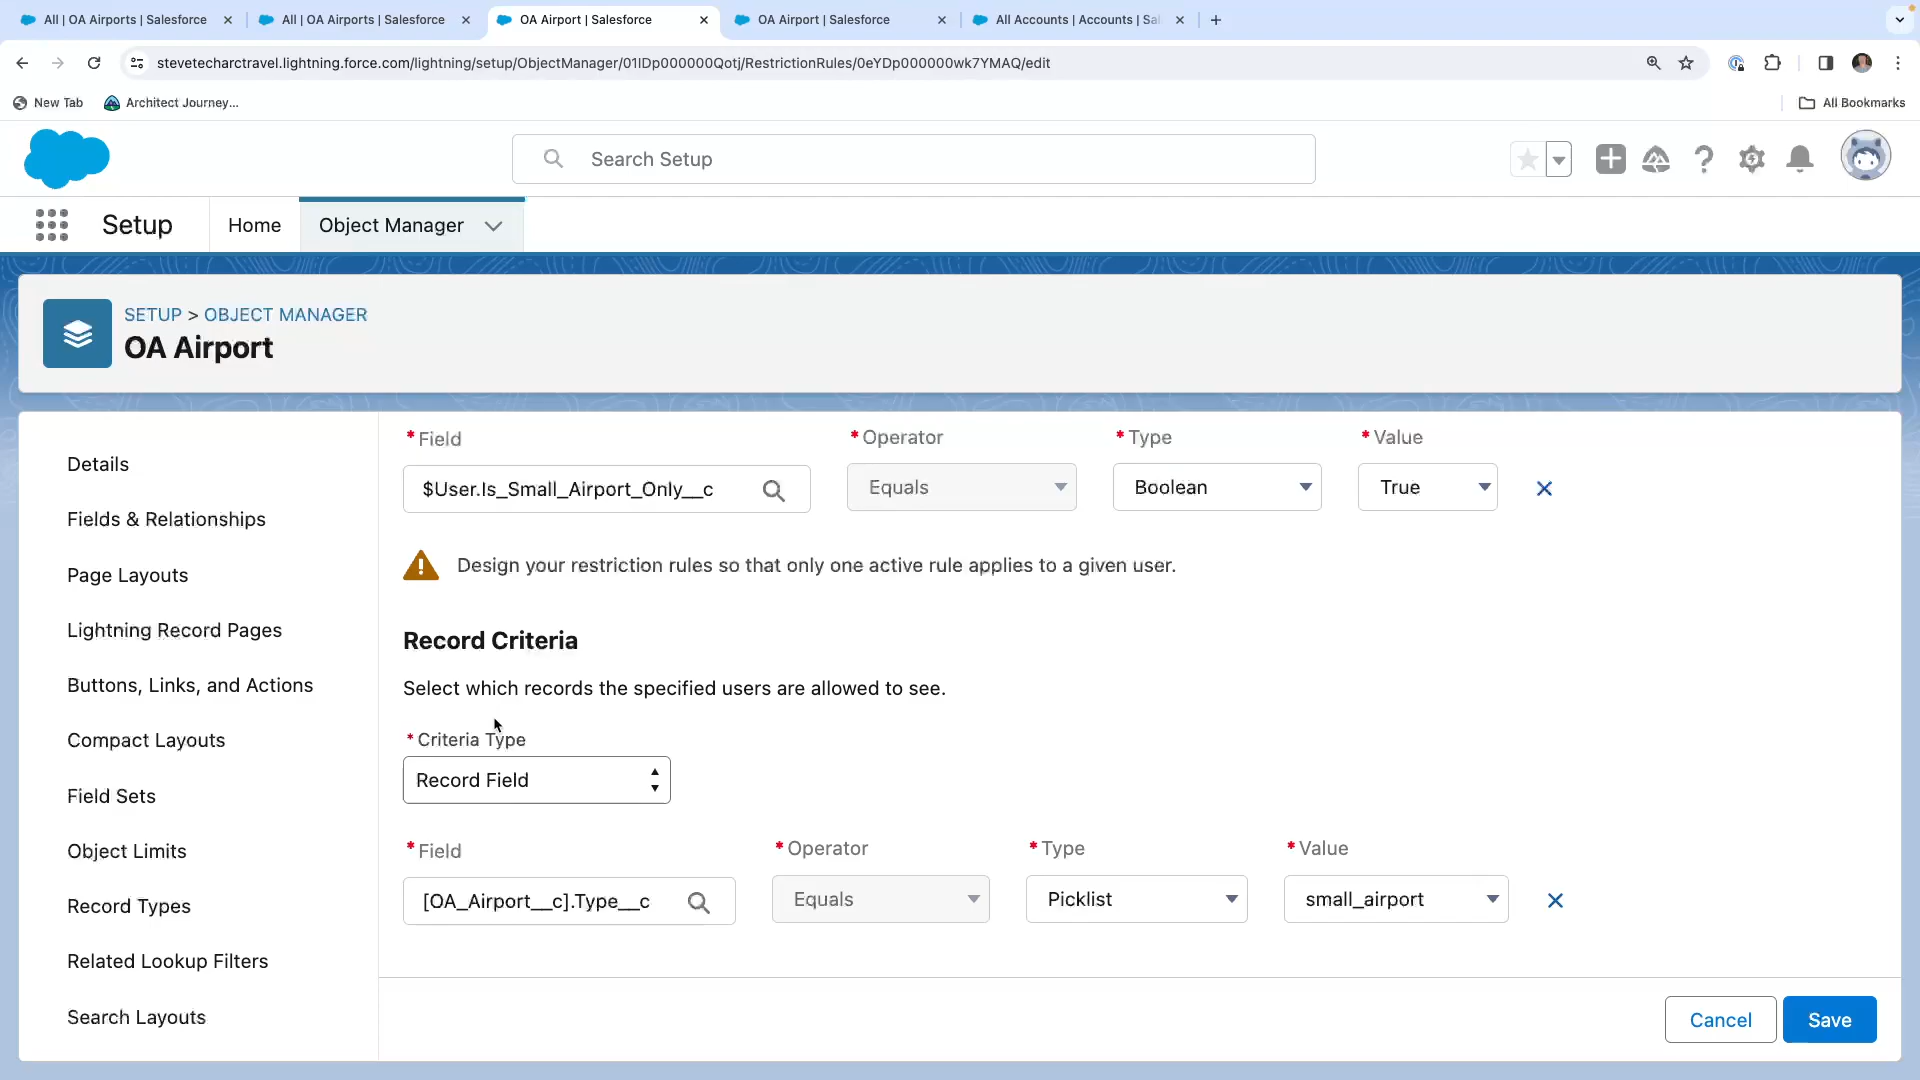 All | OA Airports | Salesforce
All | OA Airports | Salesforce
OA Airport | Salesforce
OA Airport | Salesforce
All Accounts | Accounts | Sal
stevetecharctravel.lightning.force.com/lightning/setup/ObjectManager/01IDp000000Qotj/RestrictionRules/0eYDp000000wk7YMAQ/edit
New Tab
Architect Journey...
All Bookmarks
Search Setup
Setup
Home
Object Manager
SETUP > OBJECT MANAGER
OA Airport
Details
Fields & Relationships
Page Layouts
Lightning Record Pages
Buttons, Links, and Actions
Compact Layouts
Field Sets
Object Limits
Record Types
Related Lookup Filters
Search Layouts
* Field
* Operator
* Type
* Value
$User.Is_Small_Airport_Only__c
Equals
Boolean
True
Design your restriction rules so that only one active rule applies to a given user.
Record Criteria
Select which records the specified users are allowed to see.
* Criteria Type
Record Field
* Field
* Operator
* Type
* Value
[OA_Airport__c].Type__c
Equals
Picklist
small_airport
Cancel
Save